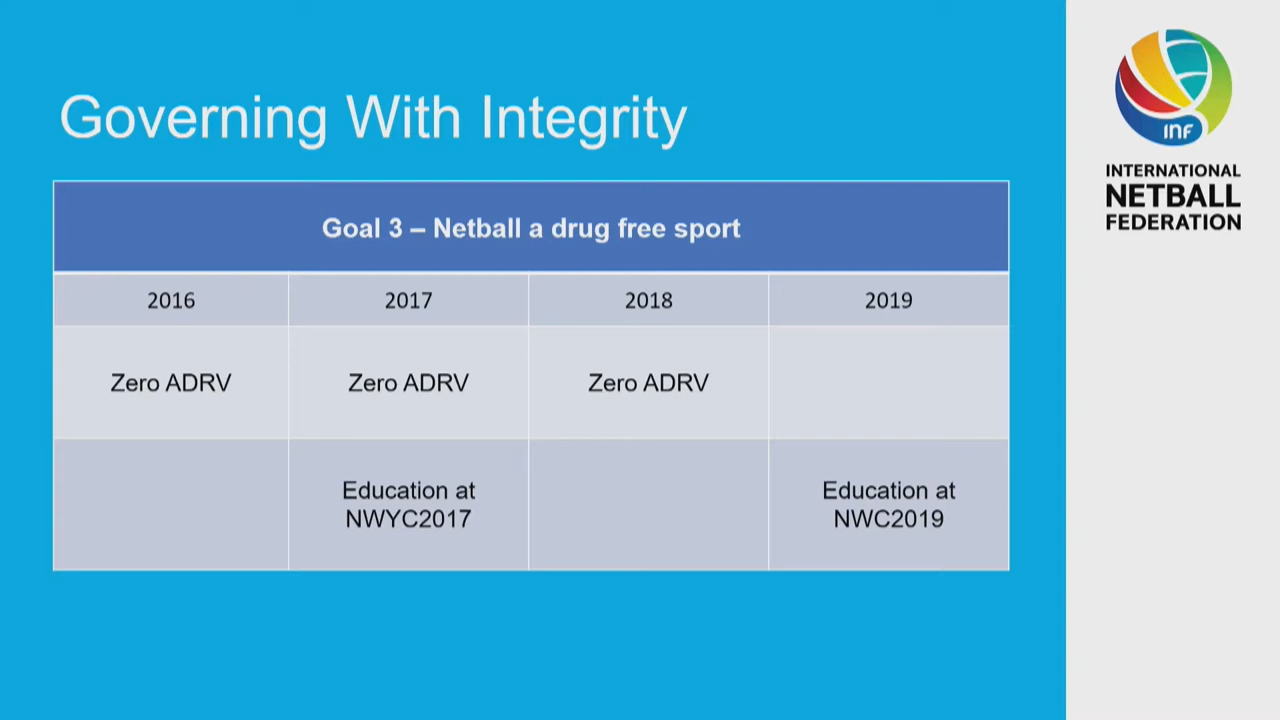 Governing With Integrity
Goal 3 – Netball a drug free sport
2016
2017
2018
2019
Zero ADRV
Zero ADRV
Zero ADRV
Education at
NWYC2017
Education at
NWC2019
INF
INTERNATIONAL
NETBALL
FEDERATION